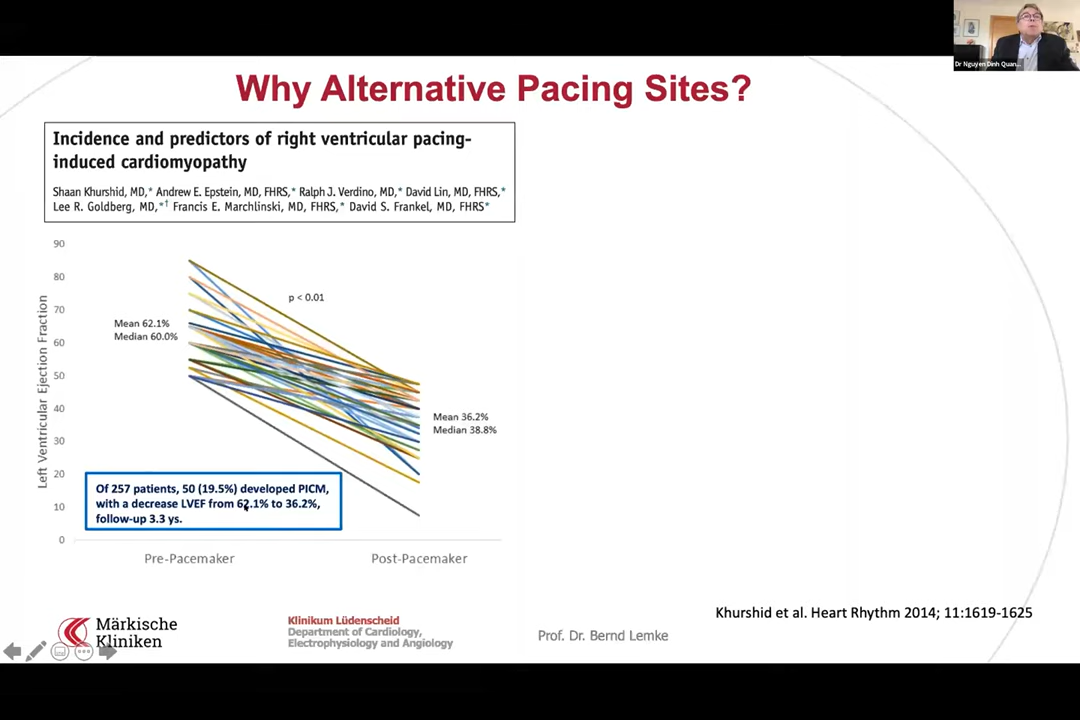 Dr Nguyen Dinh Quan...
Why Alternative Pacing Sites?
Incidence and predictors of right ventricular pacing-
induced cardiomyopathy
Shaan Khurshid, MD,* Andrew E. Epstein, MD, FHRS,* Ralph J. Verdino, MD,* David Lin, MD, FHRS,*
Lee R. Goldberg, MD,*† Francis E. Marchlinski, MD, FHRS,* David S. Frankel, MD, FHRS*
Left Ventricular Ejection Fraction
90
80
70
60
50
40
30
20
10
0
p < 0.01
Mean 62.1%
Median 60.0%
Mean 36.2%
Median 38.8%
Of 257 patients, 50 (19.5%) developed PICM,
with a decrease LVEF from 62.1% to 36.2%,
follow-up 3.3 ys.
Pre-Pacemaker
Post-Pacemaker
Khurshid et al. Heart Rhythm 2014; 11:1619-1625
Märkische
Kliniken
Klinikum Lüdenscheid
Department of Cardiology,
Electrophysiology and Angiology
Prof. Dr. Bernd Lemke